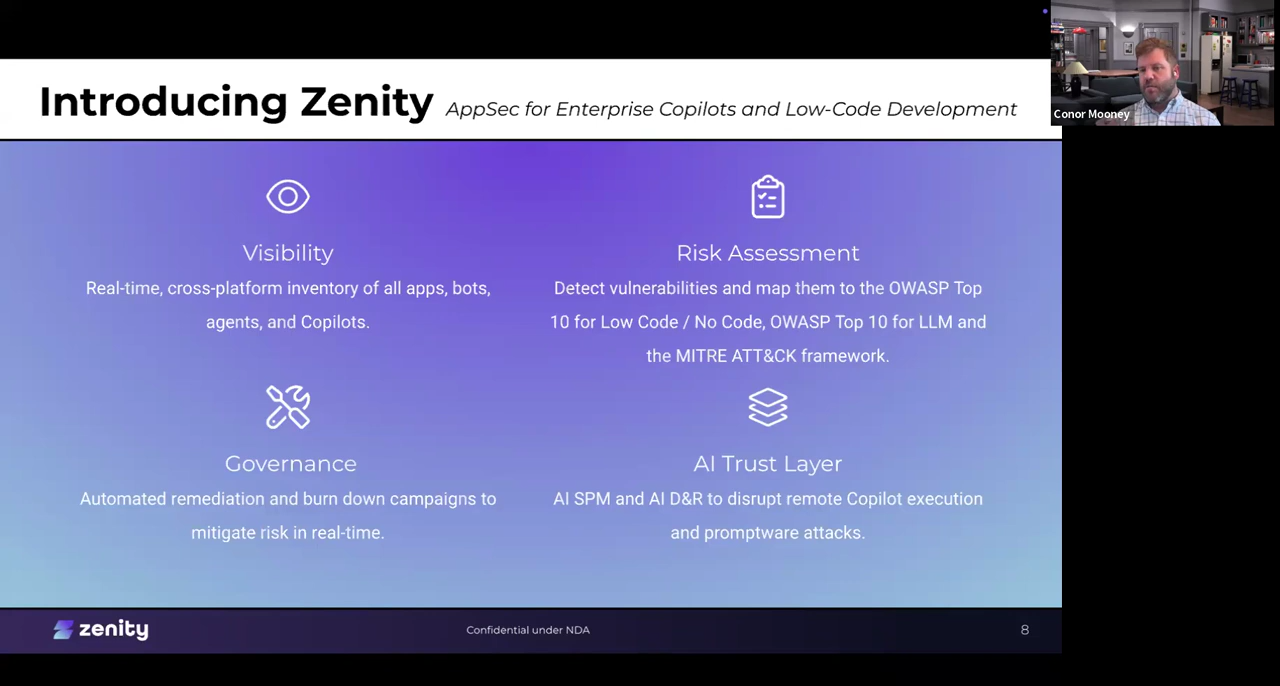 Introducing Zenity AppSec for Enterprise Copilots and Low-Code Development
Conor Mooney
Visibility
Real-time, cross-platform inventory of all apps, bots,
agents, and Copilots.
Risk Assessment
Detect vulnerabilities and map them to the OWASP Top
10 for Low Code / No Code, OWASP Top 10 for LLM and
the MITRE ATT&CK framework.
Governance
Automated remediation and burn down campaigns to
mitigate risk in real-time.
AI Trust Layer
AI SPM and AI D&R to disrupt remote Copilot execution
and promptware attacks.
zenity
Confidential under NDA
8